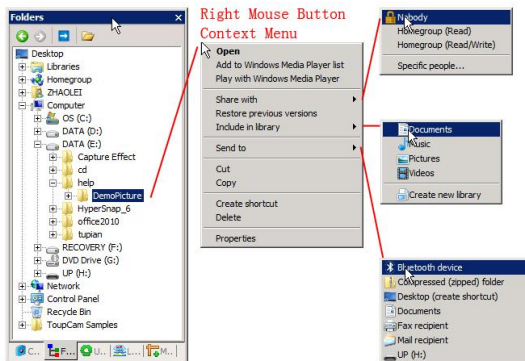 Folders
Desktop
Libraries
Homegroup
ZHAOLEI
Computer
OS (C:)
DATA (D:)
DATA (E:)
Capture Effect
cd
help
DemoPicture
HyperSnap_6
office2010
tupian
RECOVERY (F:)
DVD Drive (G:)
UP (H:)
Network
Control Panel
Recycle Bin
ToupCam Samples
C..
F...
U..
L...
M..
Right Mouse Button
Context Menu
Open
Add to Windows Media Player list
Play with Windows Media Player
Share with
Restore previous versions
Include in library
Send to
Cut
Copy
Create shortcut
Delete
Properties
Nobody
Homegroup (Read)
Homegroup (Read/Write)
Specific people...
Documents
Music
Pictures
Videos
Create new library
Bluetooth device
Compressed (zipped) folder
Desktop (create shortcut)
Documents
Fax recipient
Mail recipient
UP (H:)